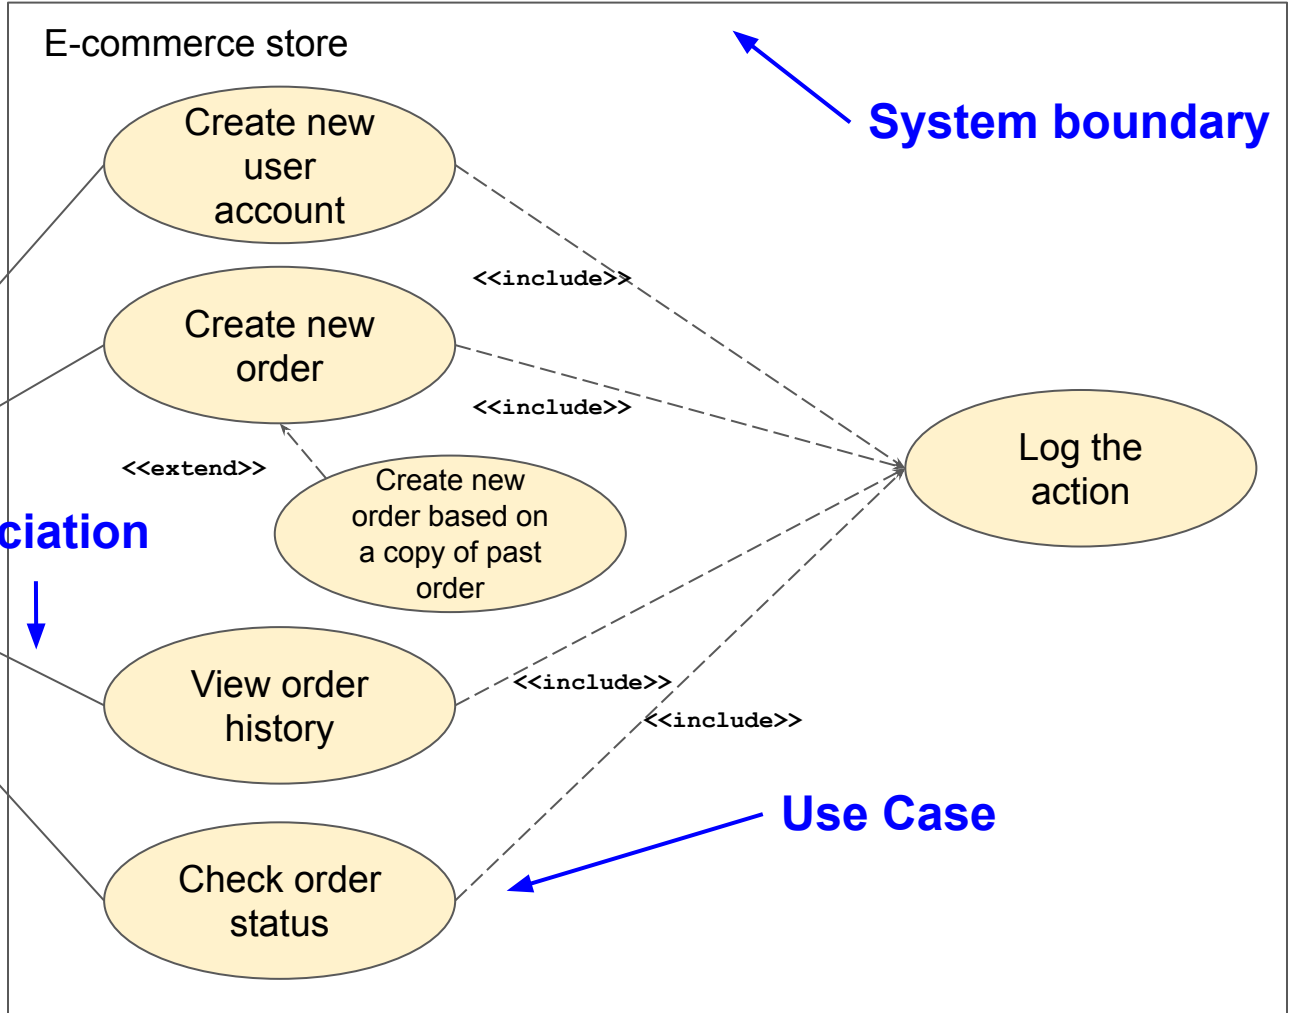 E-commerce store
System boundary
Create new
user
account
<<include>>
Create new
order
<<include>>
<<extend>>
Create new
order based on
a copy of past
order
Log the
action
ciation
View order
history
<<include>>
<<include>>
Use Case
Check order
status